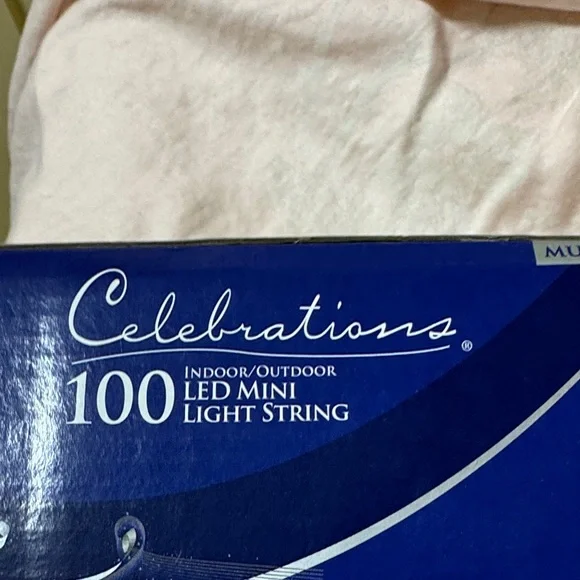 MU
Celebrations®
100 INDOOR/OUTDOOR
LED MINI
LIGHT STRING